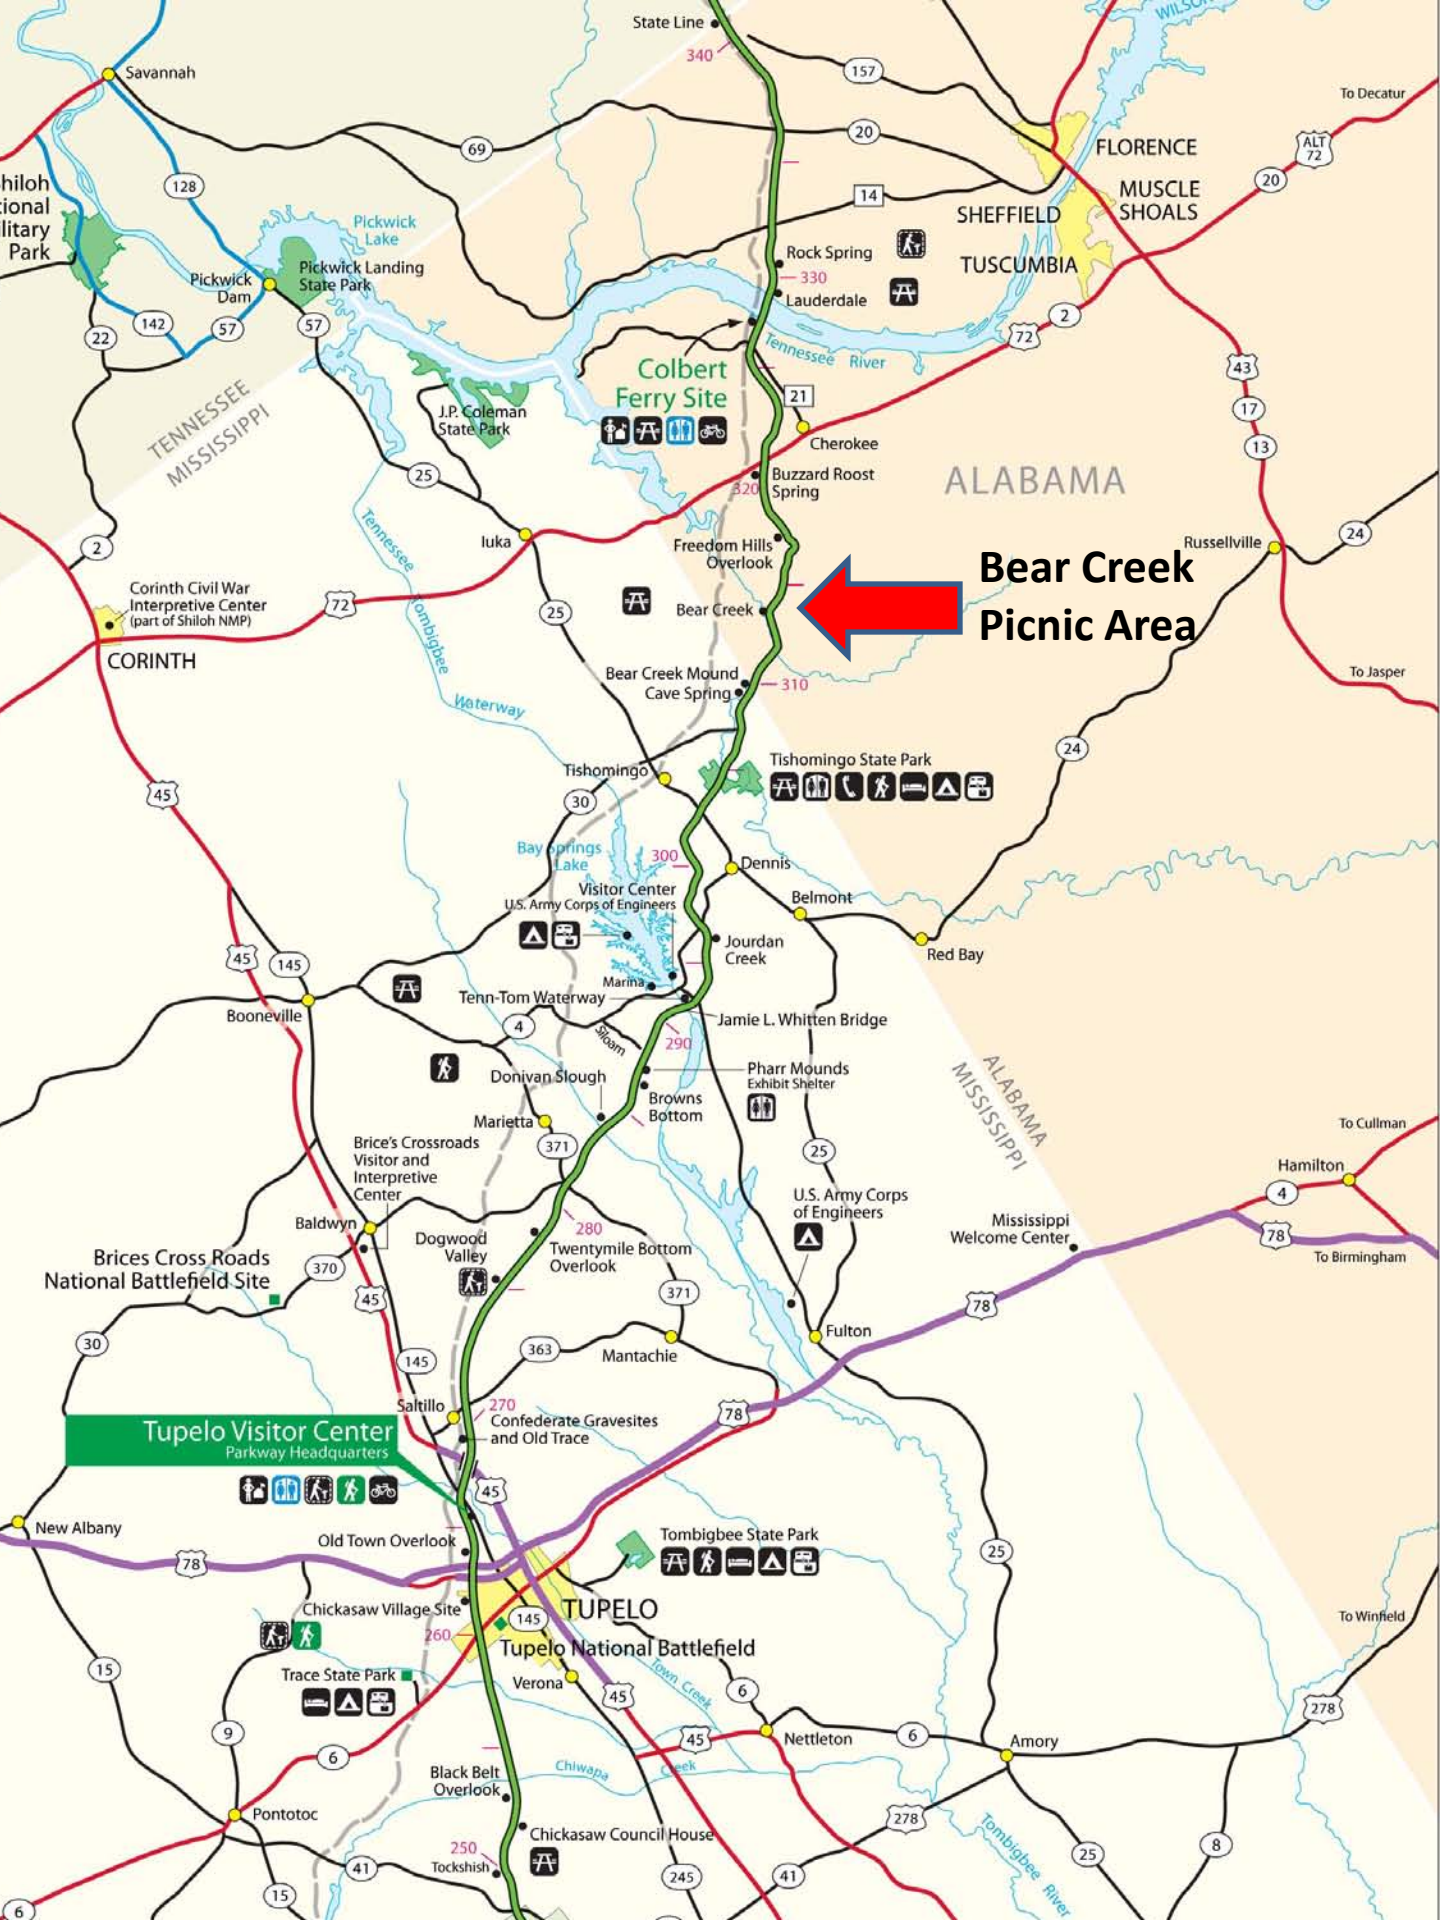 State Line
340
WILSON
Savannah
157
To Decatur
20
69
FLORENCE
ALT
72
20
128
hiloh
tional
ilitary
Park
14
MUSCLE
SHOALS
SHEFFIELD
Pickwick
Lake
Rock Spring
TUSCUMBIA
Pickwick
Dam
Pickwick Landing
State Park
330
Lauderdale
142
57
57
22
2
72
Tennessee River
Colbert
Ferry Site
43
TENNESSEE
MISSISSIPPI
J.P. Coleman
State Park
21
17
Cherokee
13
25
Buzzard Roost
Spring
320
ALABAMA
Tennessee
Tombigbee
Waterway
Iuka
2
Freedom Hills
Overlook
Russellville
24
Bear Creek
Picnic Area
Corinth Civil War
Interpretive Center
(part of Shiloh NMP)
72
25
Bear Creek
CORINTH
Bear Creek Mound
Cave Spring
310
To Jasper
24
Tishomingo
Tishomingo State Park
45
30
Bay Springs
Lake
300
Dennis
Visitor Center
U.S. Army Corps of Engineers
Belmont
Jourdan
Creek
Red Bay
45
145
Marina
Tenn-Tom Waterway
Booneville
4
Siloam
Jamie L. Whitten Bridge
290
Donivan Slough
Pharr Mounds
Exhibit Shelter
ALABAMA
MISSISSIPPI
Browns
Bottom
Marietta
371
To Cullman
Brice's Crossroads
Visitor and
Interpretive
Center
25
Hamilton
4
U.S. Army Corps
of Engineers
Baldwyn
280
Mississippi
Welcome Center
78
To Birmingham
Dogwood
Valley
Twentymile Bottom
Overlook
Brices Cross Roads
National Battlefield Site
370
45
371
78
30
Fulton
363
Mantachie
145
Saltillo
270
78
Confederate Gravesites
and Old Trace
Tupelo Visitor Center
Parkway Headquarters
45
New Albany
Old Town Overlook
Tombigbee State Park
25
78
Chickasaw Village Site
TUPELO
145
To Winfield
260
Tupelo National Battlefield
15
Trace State Park
Verona
Town Creek
6
45
278
9
Nettleton
45
6
6
Amory
Chiwapa Creek
Black Belt
Overlook
Pontotoc
278
Chickasaw Council House
Tombigbee River
8
250
Tockshish
41
25
15
245
41
6